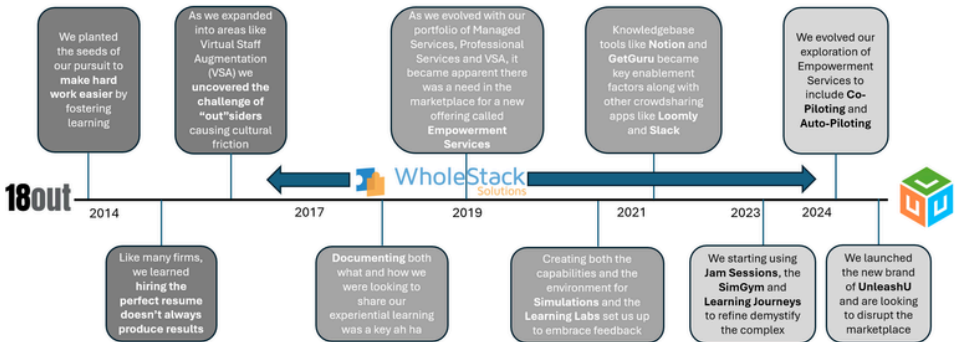 We planted
the seeds of
our pursuit to
make hard
work easier by
fostering
learning
As we expanded
into areas like
Virtual Staff
Augmentation
(VSA) we
uncovered the
challenge of
"out"siders
causing cultural
friction
As we evolved with our
portfolio of Managed
Services, Professional
Services and VSA, it
became apparent there
was a need in the
marketplace for a new
offering called
Empowerment
Services
Knowledgebase
tools like Notion and
GetGuru became
key enablement
factors along with
other crowdsharing
apps like Loomly
and Slack
We evolved our
exploration of
Empowerment
Services to
include Co-
Piloting and
Auto-Piloting
WholeStack
Solutions
18out
2014
2017
2019
2021
2023
2024
U
U
U
Like many firms,
we learned
hiring the
perfect resume
doesn't always
produce results
Documenting both
what and how we
were looking to
share our
experiential learning
was a key ah ha
Creating both the
capabilities and the
environment for
Simulations and the
Learning Labs set us
up to embrace feedback
We starting using
Jam Sessions, the
SimGym and
Learning Journeys
to refine demystify
the complex
We launched
the new brand
of UnleashU
and are looking
to disrupt the
marketplace